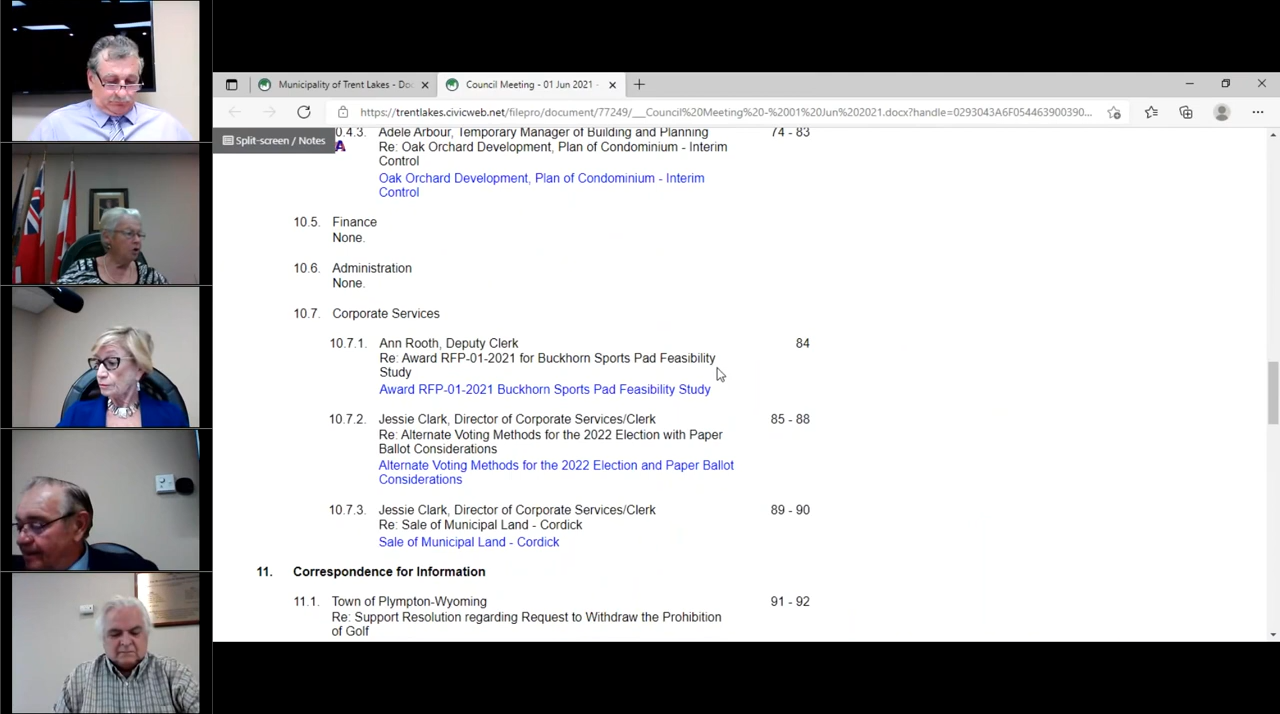 Municipality of Trent Lakes - Doc
Council Meeting - 01 Jun 2021 -
https://trentlakes.civicweb.net/filepro/document/77249/__Council%20Meeting%20-%2001%20Jun%202021.docx?handle=0293043A6F054463900390...
Split-screen / Notes
0.4.3. Adele Arbour, Temporary Manager of Building and Planning 74 - 83
A Re: Oak Orchard Development, Plan of Condominium - Interim
Control
Oak Orchard Development, Plan of Condominium - Interim
Control
10.5. Finance
None.
10.6. Administration
None.
10.7. Corporate Services
10.7.1. Ann Rooth, Deputy Clerk 84
Re: Award RFP-01-2021 for Buckhorn Sports Pad Feasibility
Study
Award RFP-01-2021 Buckhorn Sports Pad Feasibility Study
10.7.2. Jessie Clark, Director of Corporate Services/Clerk 85 - 88
Re: Alternate Voting Methods for the 2022 Election with Paper
Ballot Considerations
Alternate Voting Methods for the 2022 Election and Paper Ballot
Considerations
10.7.3. Jessie Clark, Director of Corporate Services/Clerk 89 - 90
Re: Sale of Municipal Land - Cordick
Sale of Municipal Land - Cordick
11. Correspondence for Information
11.1. Town of Plympton-Wyoming 91 - 92
Re: Support Resolution regarding Request to Withdraw the Prohibition
of Golf